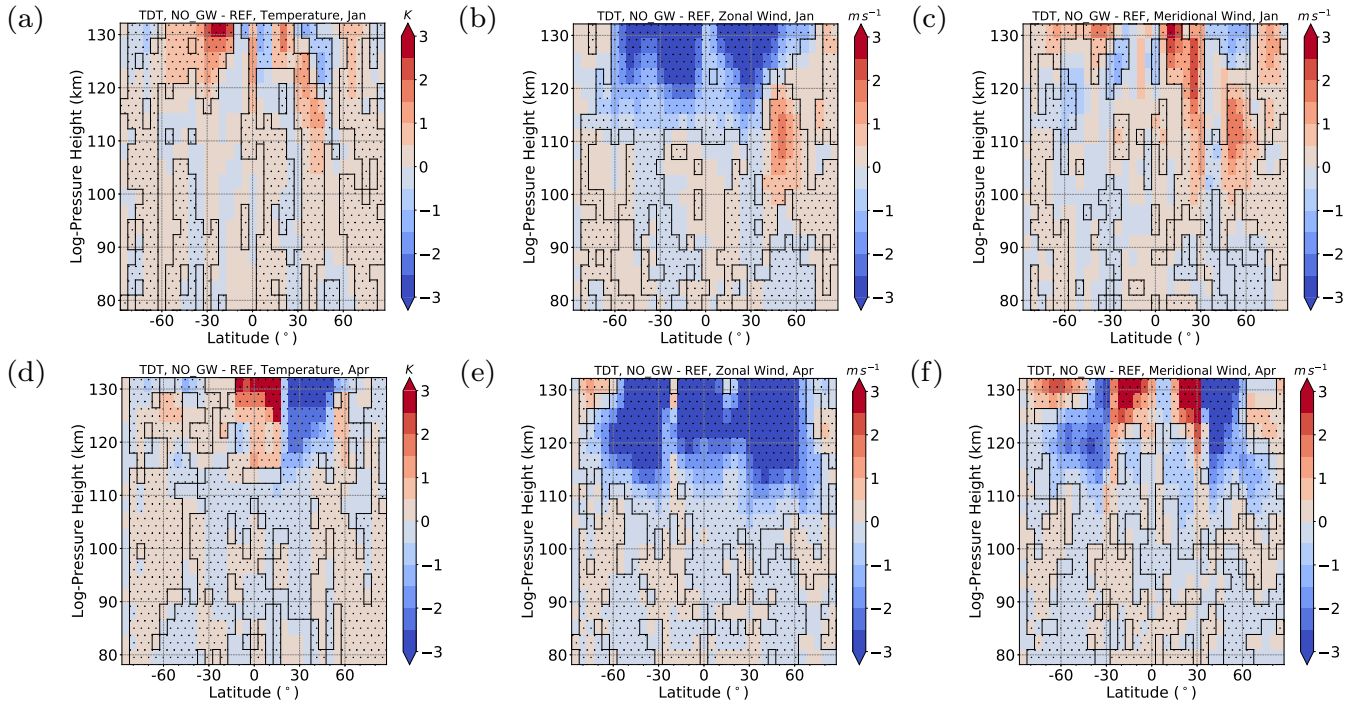 (a)
TDT, NO_GW - REF, Temperature, Jan
K
Log-Pressure Height (km)
130
120
110
100
90
80
-60 -30 0 30 60
Latitude (°)
3
2
1
0
−1
−2
−3
(b)
TDT, NO_GW - REF, Zonal Wind, Jan
m s⁻¹
Log-Pressure Height (km)
130
120
110
100
90
80
-60 -30 0 30 60
Latitude (°)
3
2
1
0
−1
−2
−3
(c)
TDT, NO_GW - REF, Meridional Wind, Jan
m s⁻¹
Log-Pressure Height (km)
130
120
110
100
90
80
-60 -30 0 30 60
Latitude (°)
3
2
1
0
−1
−2
−3
(d)
TDT, NO_GW - REF, Temperature, Apr
K
Log-Pressure Height (km)
130
120
110
100
90
80
-60 -30 0 30 60
Latitude (°)
3
2
1
0
−1
−2
−3
(e)
TDT, NO_GW - REF, Zonal Wind, Apr
m s⁻¹
Log-Pressure Height (km)
130
120
110
100
90
80
-60 -30 0 30 60
Latitude (°)
3
2
1
0
−1
−2
−3
(f)
TDT, NO_GW - REF, Meridional Wind, Apr
m s⁻¹
Log-Pressure Height (km)
130
120
110
100
90
80
-60 -30 0 30 60
Latitude (°)
3
2
1
0
−1
−2
−3